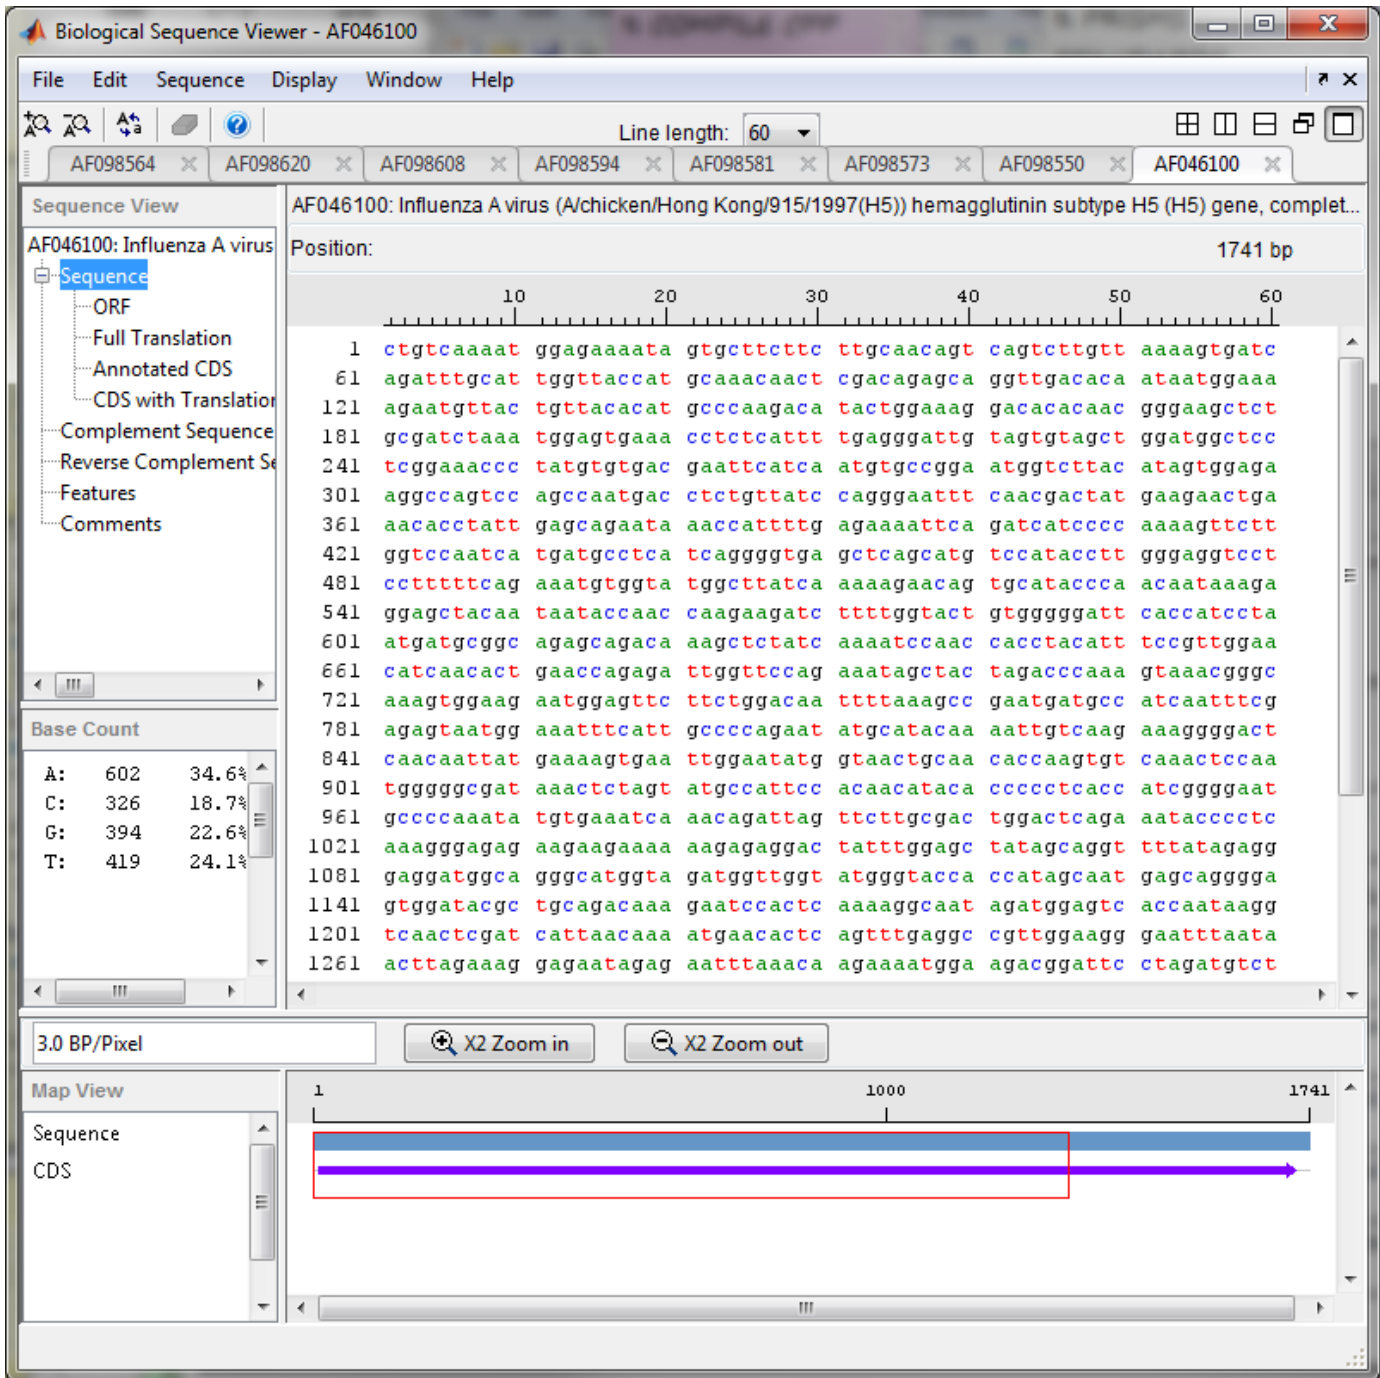 Biological Sequence Viewer - AF046100
File Edit Sequence Display Window Help
Line length: 60
AF098564 AF098620 AF098608 AF098594 AF098581 AF098573 AF098550 AF046100
Sequence View
AF046100: Influenza A virus
Sequence
ORF
Full Translation
Annotated CDS
CDS with Translation
Complement Sequence
Reverse Complement Se
Features
Comments
AF046100: Influenza A virus (A/chicken/Hong Kong/915/1997(H5)) hemagglutinin subtype H5 (H5) gene, complet...
Position: 1741 bp
10 20 30 40 50 60
1 ctgtcaaaat ggagaaaata gtgcttcttc ttgcaacagt cagtcttgtt aaaagtgatc
61 agatttgcat tggttaccat gcaaacaact cgacagagca ggttgacaca ataatggaaa
121 agaatgttac tgttacacat gcccaagaca tactggaaag gacacacaac gggaagctct
181 gcgatctaaa tggagtgaaa cctctcattt tgagggattg tagtgtagct ggatggctcc
241 tcggaaaccc tatgtgtgac gaattcatca atgtgccgga atggtcttac atagtggaga
301 aggccagtcc agccaatgac ctctgttatc cagggaattt caacgactat gaagaactga
361 aacacctatt gagcagaata aaccattttg agaaaattca gatcatcccc aaaagttctt
421 ggtccaatca tgatgcctca tcaggggtga gctcagcatg tccatacctt gggaggtcct
481 cctttttcag aaatgtggta tggcttatca aaaagaacag tgcataccca acaataaaga
541 ggagctacaa taataccaac caagaagatc ttttggtact gtgggggatt caccatccta
601 atgatgcggc agagcagaca aagctctatc aaaatccaac cacctacatt tccgttggaa
661 catcaacact gaaccagaga ttggttccag aaatagctac tagacccaaa gtaaacgggc
721 aaagtggaag aatggagttc ttctggacaa ttttaaagcc gaatgatgcc atcaatttcg
781 agagtaatgg aaatttcatt gccccagaat atgcatacaa aattgtcaag aaaggggact
841 caacaattat gaaaagtgaa ttggaatatg gtaactgcaa caccaagtgt caaactccaa
901 tgggggcgat aaactctagt atgccattcc acaacataca ccccctcacc atcggggaat
961 gccccaaata tgtgaaatca aacagattag ttcttgcgac tggactcaga aatacccctc
1021 aaagggagag aagaagaaaa aagagaggac tatttggagc tatagcaggt tttatagagg
1081 gaggatggca gggcatggta gatggttggt atgggtacca ccatagcaat gagcagggga
1141 gtggatacgc tgcagacaaa gaatccactc aaaaggcaat agatggagtc accaataagg
1201 tcaactcgat cattaacaaa atgaacactc agtttgaggc cgttggaagg gaatttaata
1261 acttagaaag gagaatagag aatttaaaca agaaaatgga agacggattc ctagatgtct
Base Count
A: 602 34.6%
C: 326 18.7%
G: 394 22.6%
T: 419 24.1%
3.0 BP/Pixel X2 Zoom in X2 Zoom out
Map View
1 1000 1741
Sequence
CDS